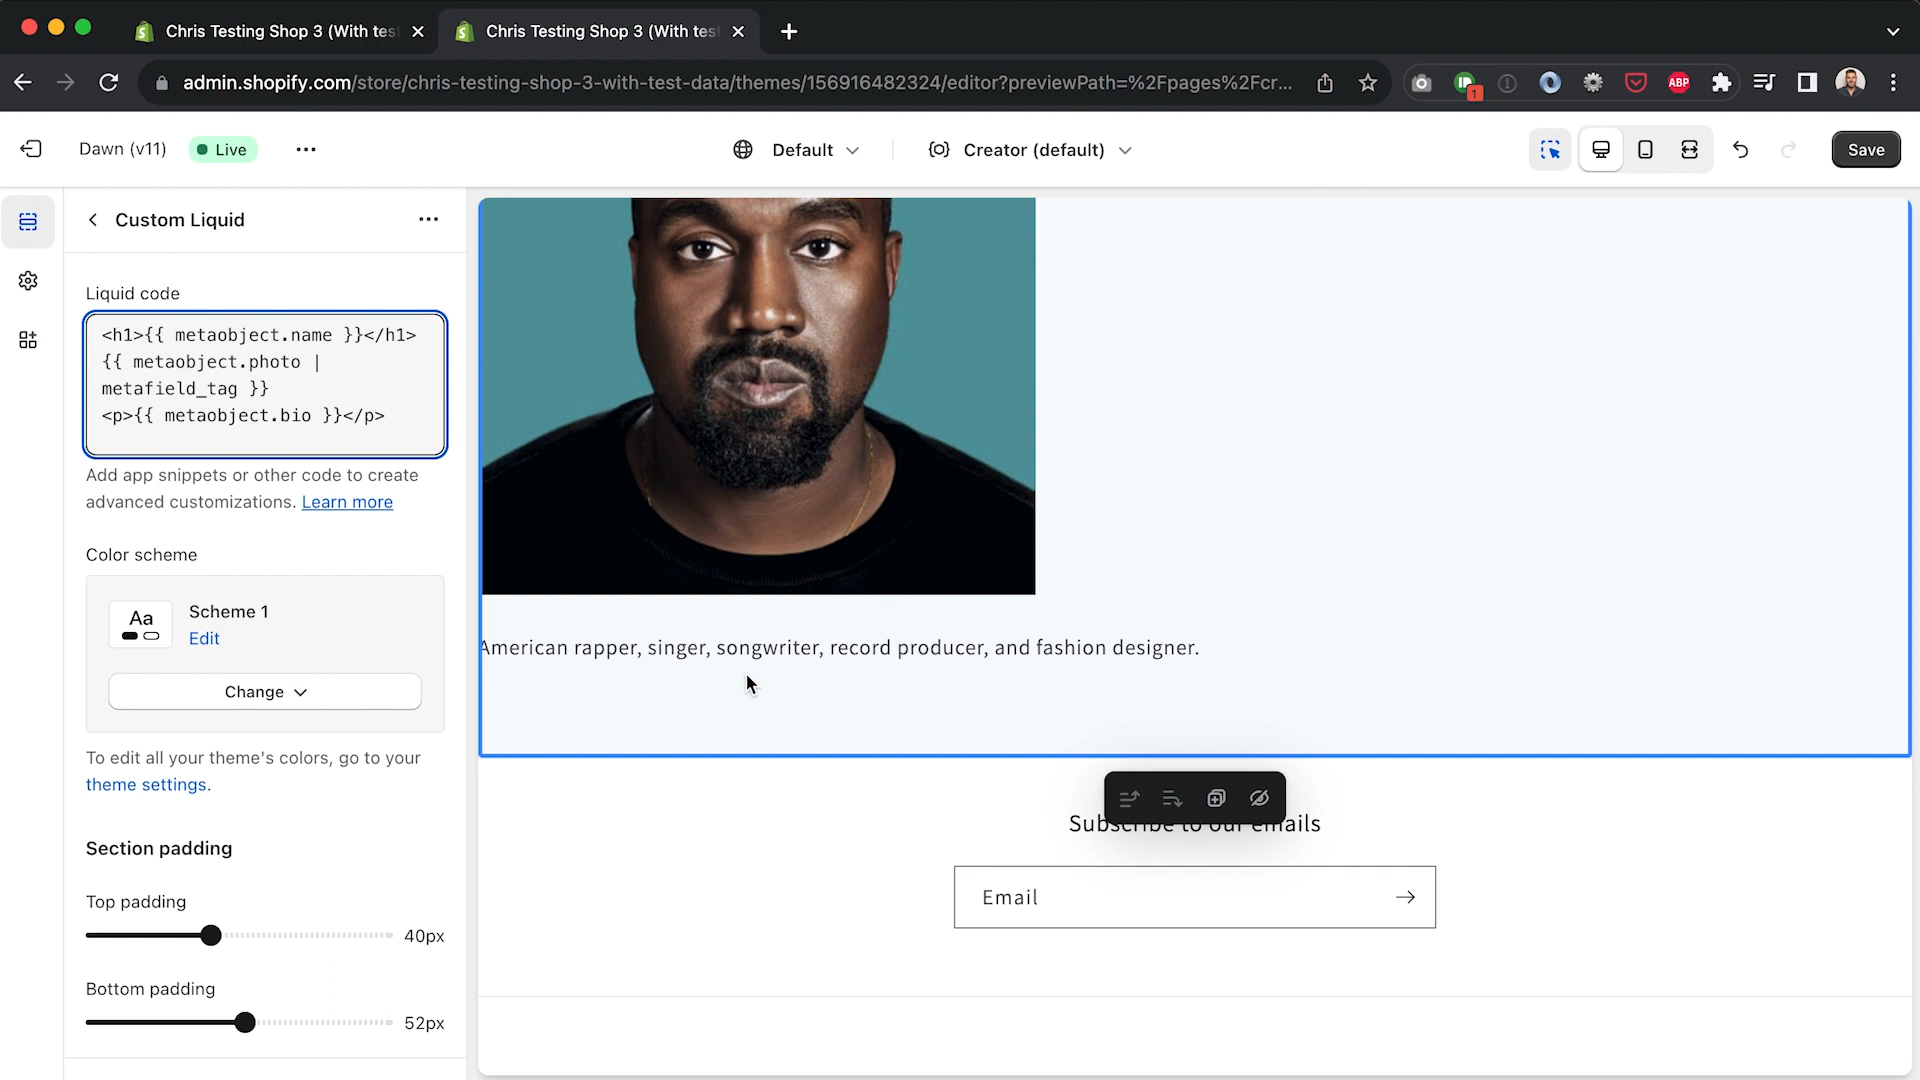 Chris Testing Shop 3 (With tes
Chris Testing Shop 3 (With tes
admin.shopify.com/store/chris-testing-shop-3-with-test-data/themes/156916482324/editor?previewPath=%2Fpages%2Fcr...
1
ABP
Dawn (v11)
Live
Default
Creator (default)
Save
Custom Liquid
Liquid code
<h1>{{ metaobject.name }}</h1>
{{ metaobject.photo |
metafield_tag }}
<p>{{ metaobject.bio }}</p>
Add app snippets or other code to create
advanced customizations. Learn more
Color scheme
Aa
Scheme 1
Edit
Change
To edit all your theme's colors, go to your
theme settings.
Section padding
Top padding
40px
Bottom padding
52px
American rapper, singer, songwriter, record producer, and fashion designer.
Subscribe to our emails
Email